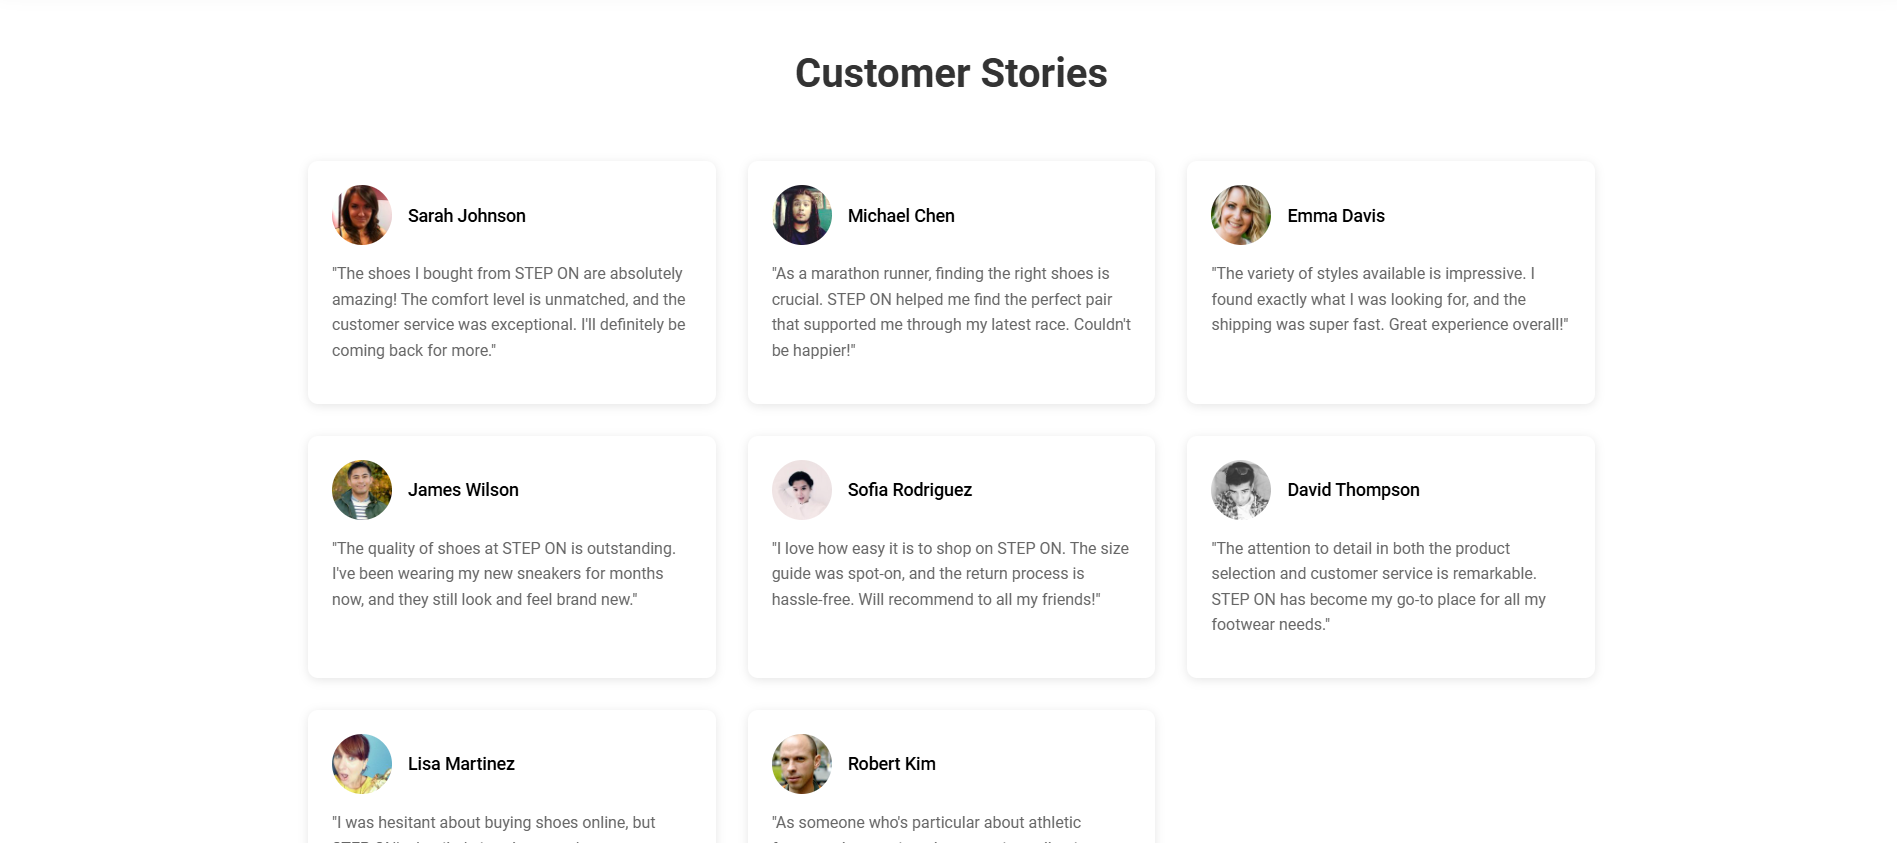 Customer Stories
Sarah Johnson
"The shoes I bought from STEP ON are absolutely
amazing! The comfort level is unmatched, and the
customer service was exceptional. I'll definitely be
coming back for more."
Michael Chen
"As a marathon runner, finding the right shoes is
crucial. STEP ON helped me find the perfect pair
that supported me through my latest race. Couldn't
be happier!"
Emma Davis
"The variety of styles available is impressive. I
found exactly what I was looking for, and the
shipping was super fast. Great experience overall!"
James Wilson
"The quality of shoes at STEP ON is outstanding.
I've been wearing my new sneakers for months
now, and they still look and feel brand new."
Sofia Rodriguez
"I love how easy it is to shop on STEP ON. The size
guide was spot-on, and the return process is
hassle-free. Will recommend to all my friends!"
David Thompson
"The attention to detail in both the product
selection and customer service is remarkable.
STEP ON has become my go-to place for all my
footwear needs."
Lisa Martinez
"I was hesitant about buying shoes online, but
Robert Kim
"As someone who's particular about athletic